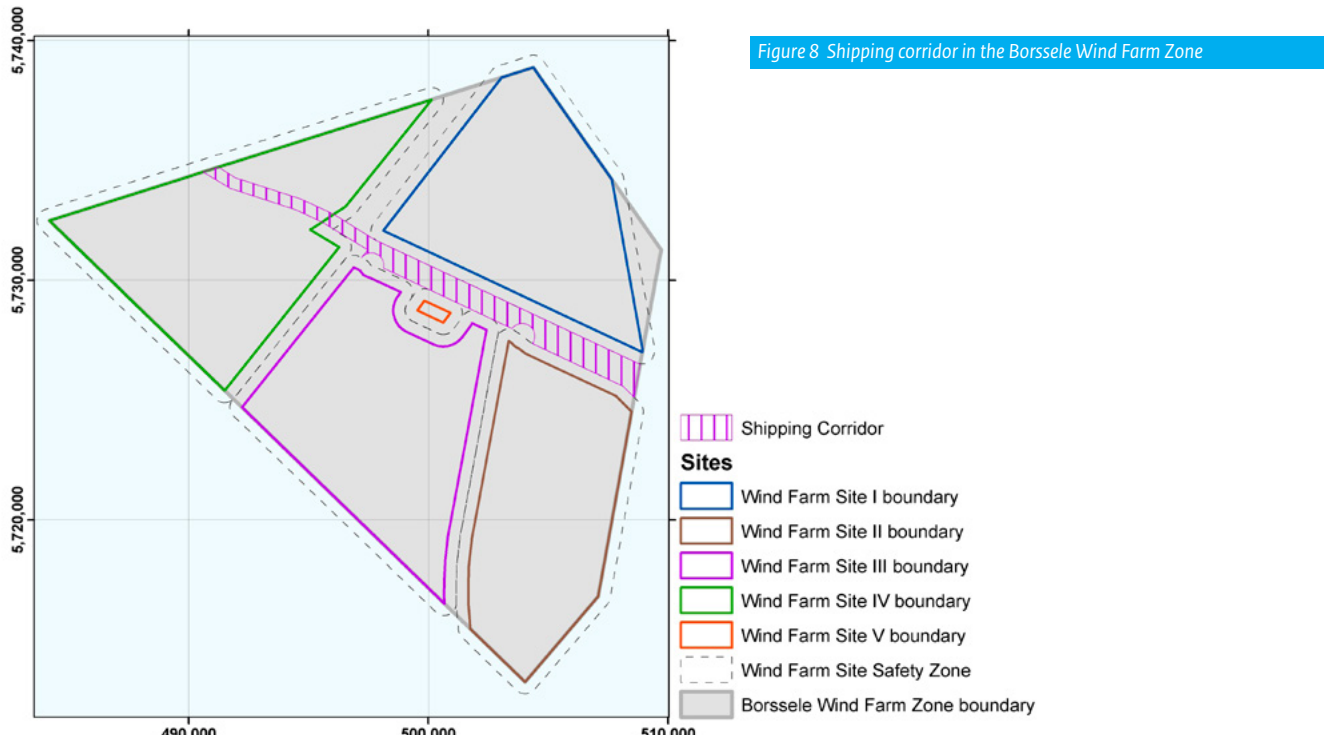 Figure 8 Shipping corridor in the Borssele Wind Farm Zone
5,740,000
5,730,000
5,720,000
490,000
500,000
510,000
Shipping Corridor
Sites
Wind Farm Site I boundary
Wind Farm Site II boundary
Wind Farm Site III boundary
Wind Farm Site IV boundary
Wind Farm Site V boundary
Wind Farm Site Safety Zone
Borssele Wind Farm Zone boundary